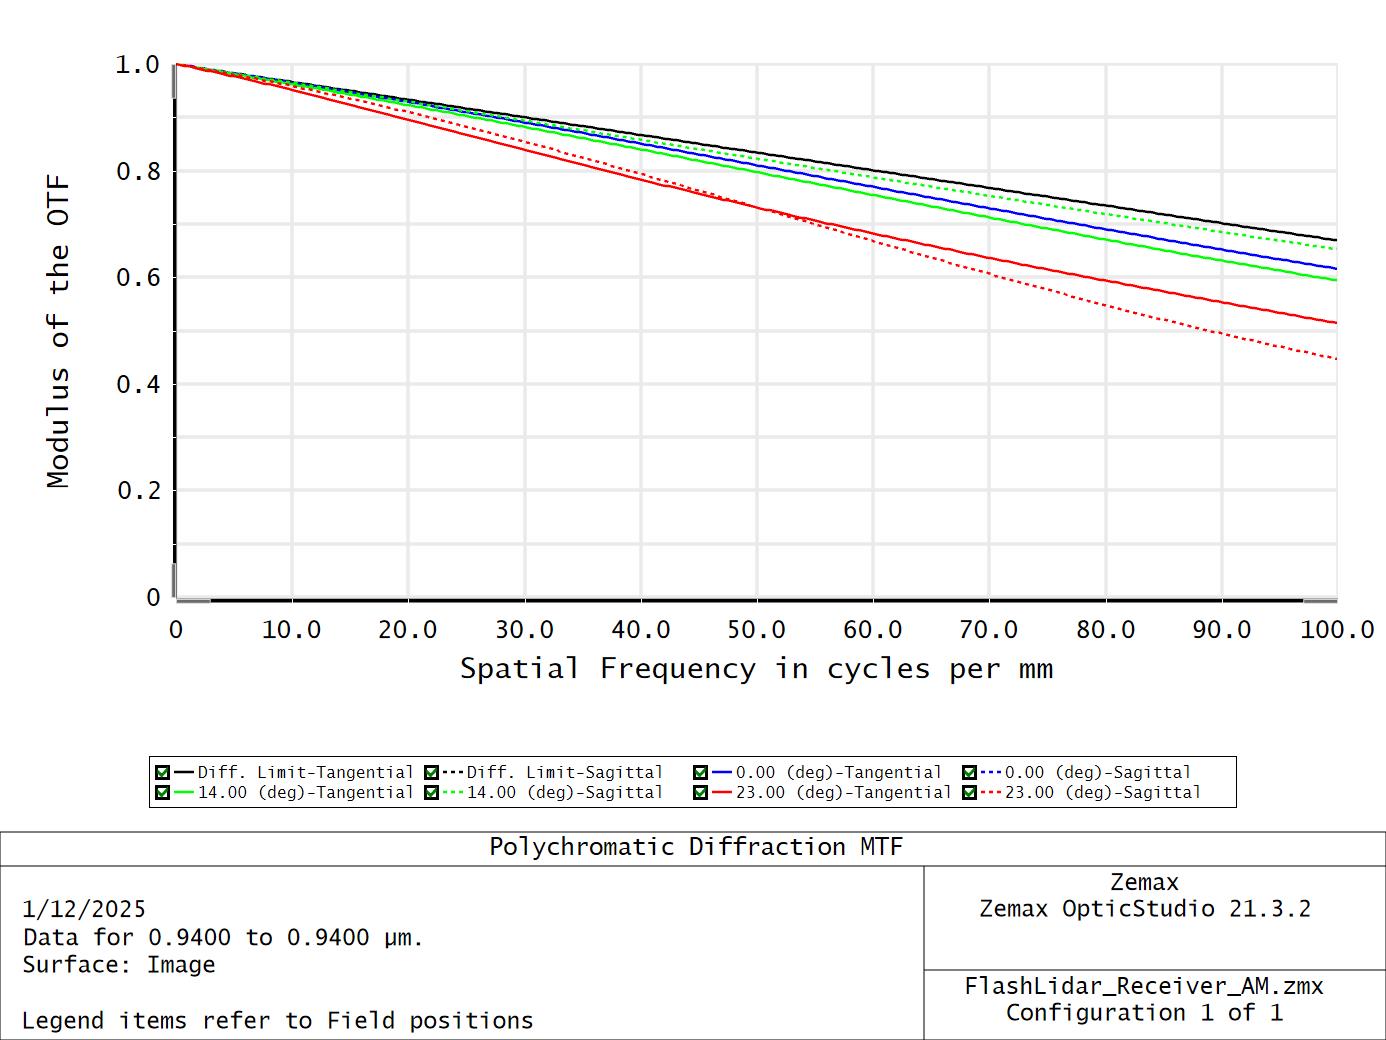 1.0
0.8
0.6
0.4
0.2
0
Modulus of the OTF
0 10.0 20.0 30.0 40.0 50.0 60.0 70.0 80.0 90.0 100.0
Spatial Frequency in cycles per mm
Diff. Limit-Tangential Diff. Limit-Sagittal 0.00 (deg)-Tangential 0.00 (deg)-Sagittal
14.00 (deg)-Tangential 14.00 (deg)-Sagittal 23.00 (deg)-Tangential 23.00 (deg)-Sagittal
Polychromatic Diffraction MTF
1/12/2025
Data for 0.9400 to 0.9400 µm.
Surface: Image
Legend items refer to Field positions
Zemax
Zemax OpticStudio 21.3.2
FlashLidar_Receiver_AM.zmx
Configuration 1 of 1